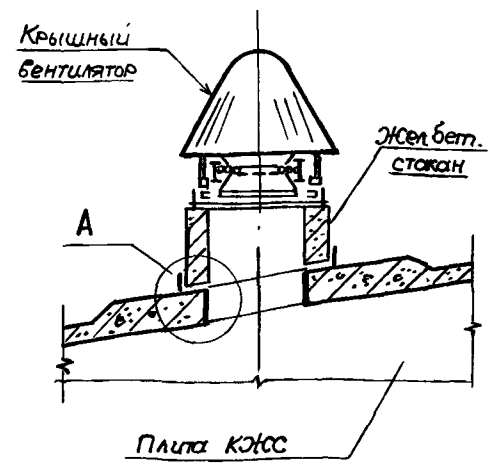 Крышный
вентилятор
Жел бет.
стакан
А
Плита КЖС